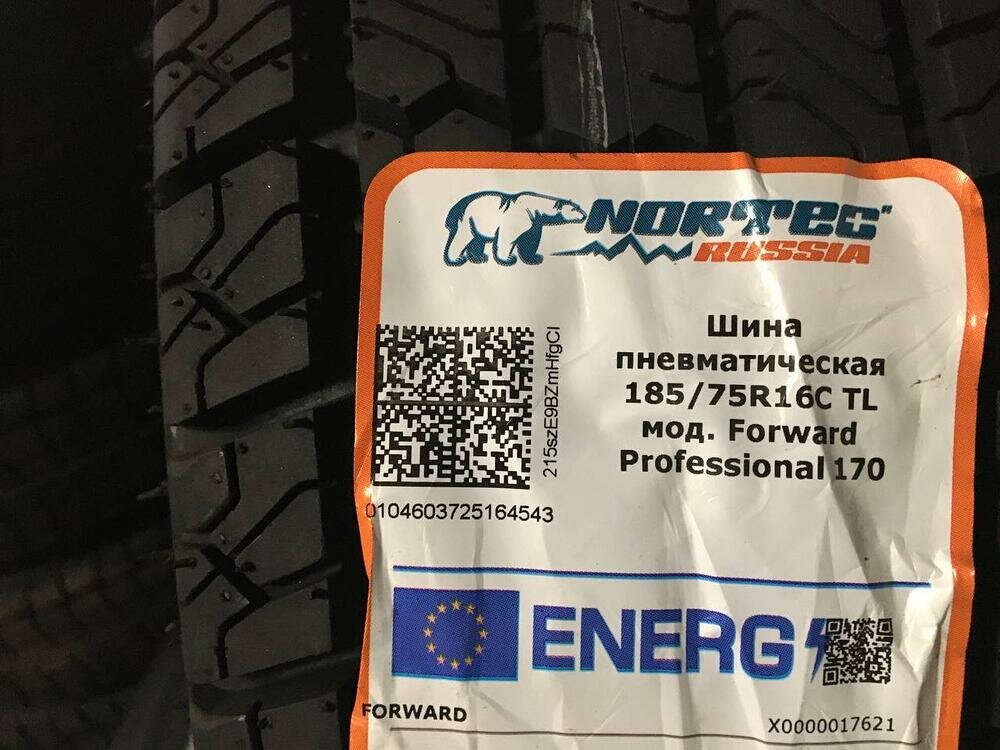 NORTEC
RUSSIA
Шина
пневматическая
185/75R16C TL
мод. Forward
Professional 170
215szE9BZmHfgCI
0104603725164543
ENERG
FORWARD
X0000017621